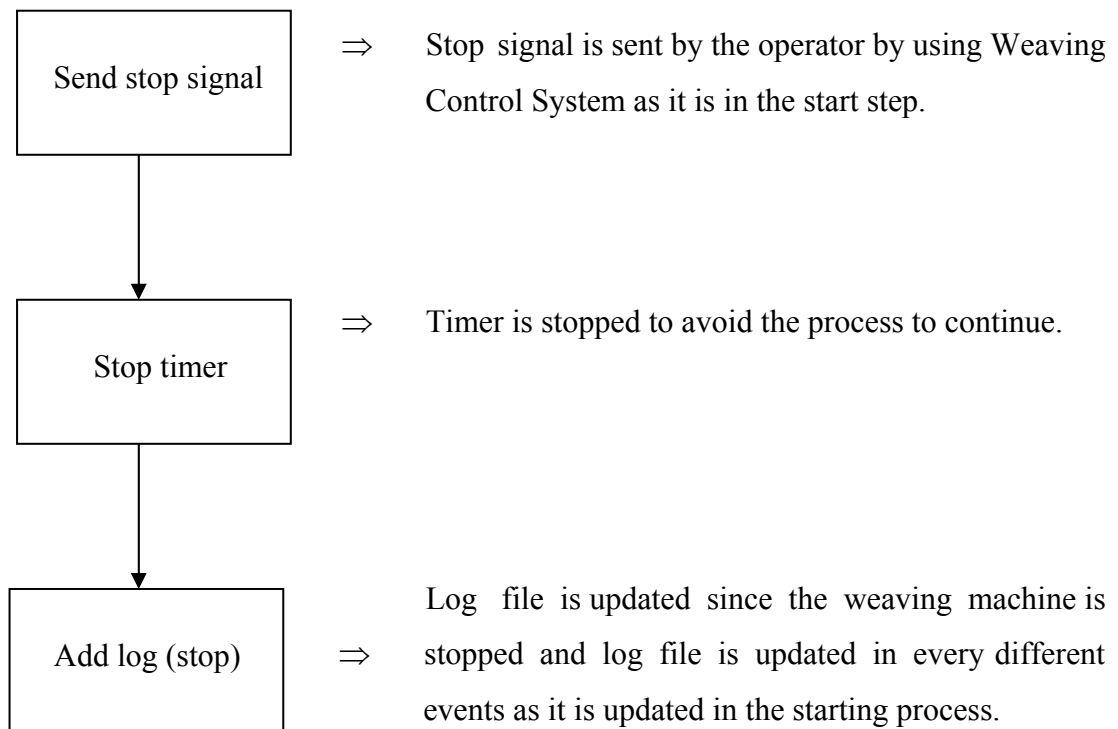 Send stop signal
⇒ Stop signal is sent by the operator by using Weaving
Control System as it is in the start step.
Stop timer
⇒ Timer is stopped to avoid the process to continue.
Add log (stop)
⇒ Log file is updated since the weaving machine is
stopped and log file is updated in every different
events as it is updated in the starting process.